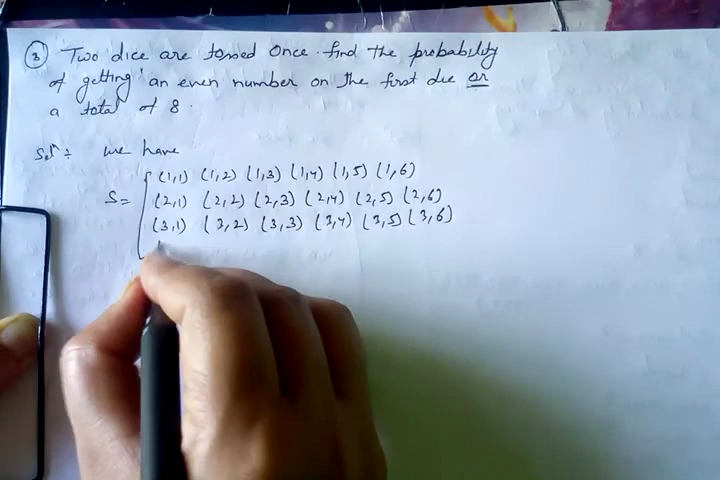 (3) Two dice are tossed once. find the probability
of getting an even number on the first die or
a total of 8.
Solⁿ: we have
S= { (1,1) (1,2) (1,3) (1,4) (1,5) (1,6)
(2,1) (2,2) (2,3) (2,4) (2,5) (2,6)
(3,1) (3,2) (3,3) (3,4) (3,5) (3,6)